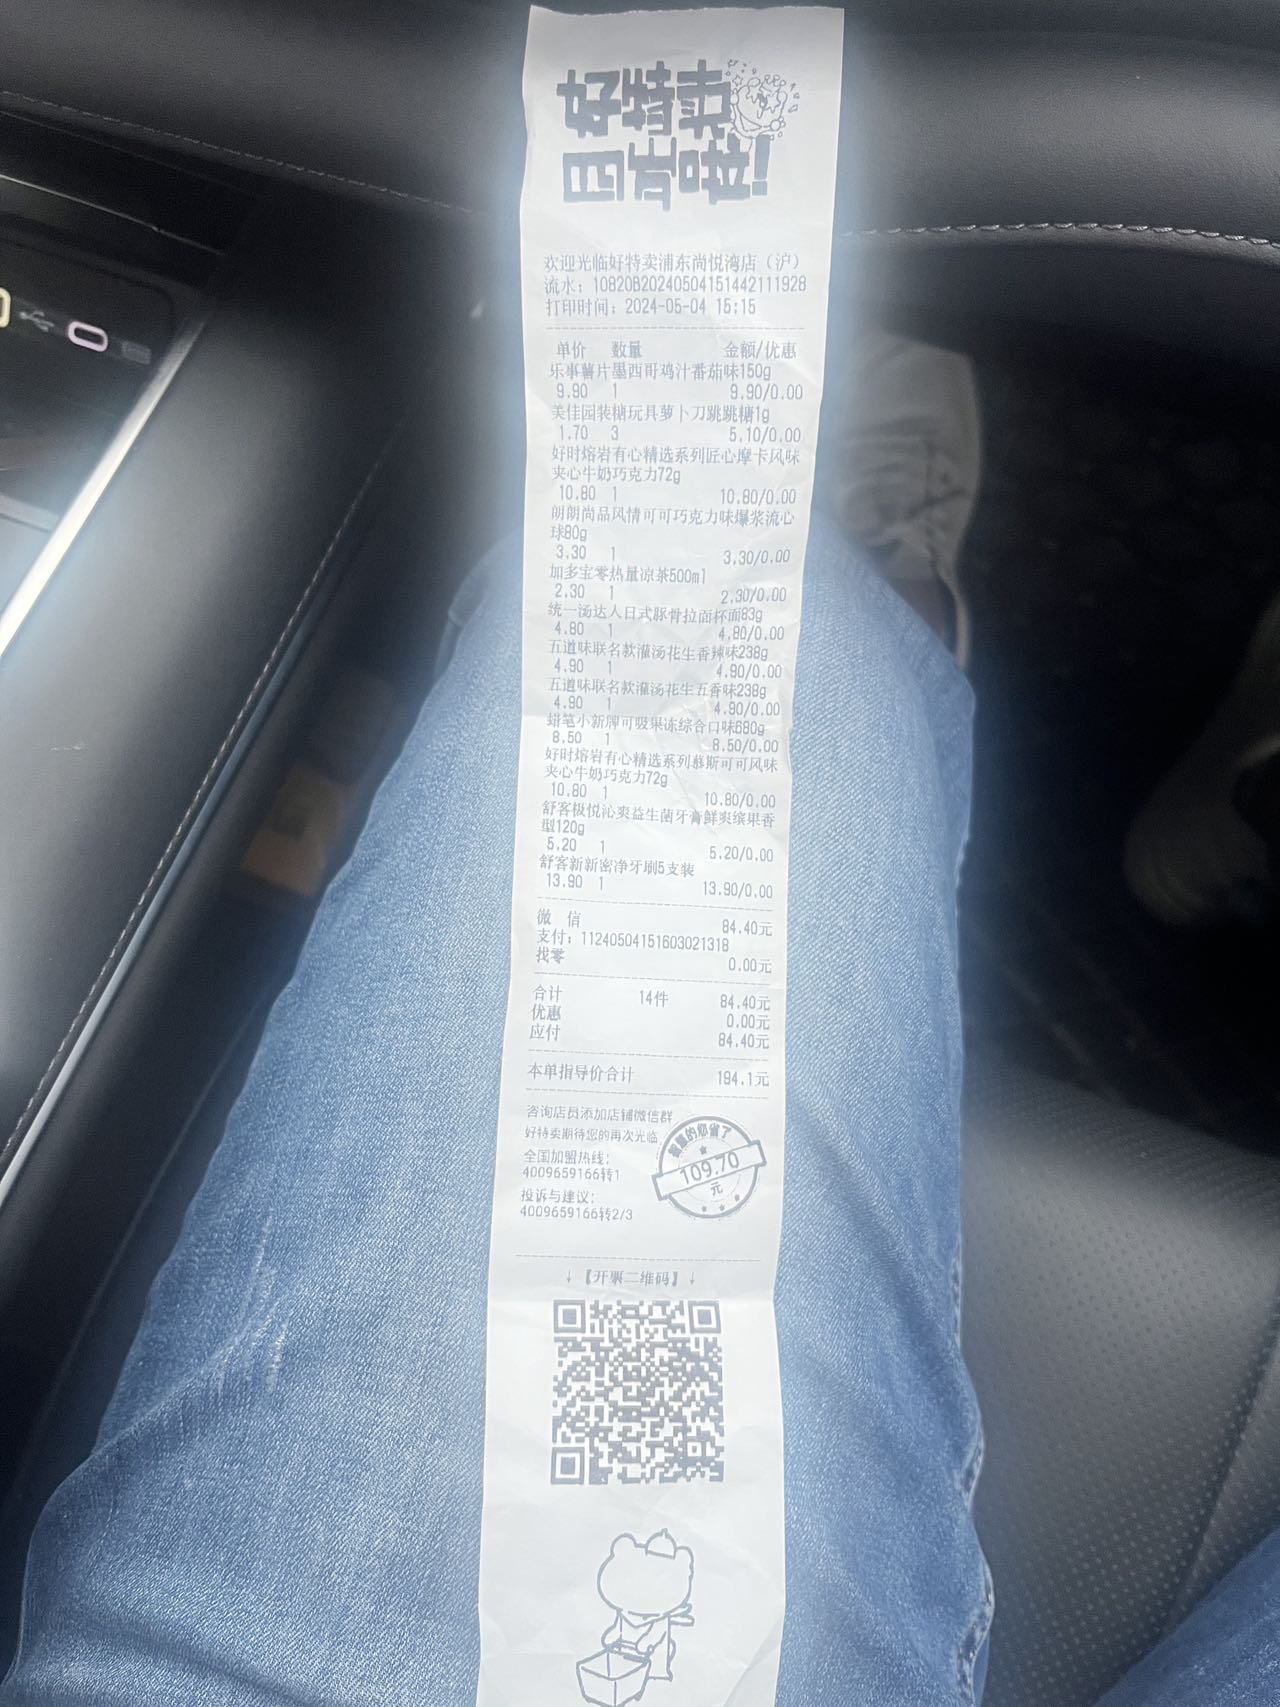 好特卖
目止啦!
欢迎光临好特卖浦东尚悦湾店（沪）
流水：10820B20240504151442111928
打印时间：2024-05-04 15:15
单价 数量 金额/优惠
乐事薯片墨西哥鸡汁番茄味150g
9.90 1 9.90/0.00
美佳园装糖玩具萝卜刀跳跳糖1g
1.70 3 5.10/0.00
好时熔岩有心精选系列匠心摩卡风味
夹心牛奶巧克力72g
10.80 1 10.80/0.00
朗朗尚品风情可可巧克力味爆浆流心
球80g
3.30 1 3.30/0.00
加多宝零热量凉茶500ml
2.30 1 2.30/0.00
统一汤达人日式豚骨拉面杯面83g
4.80 1 4.80/0.00
五道味联名款灌汤花生香辣味238g
4.90 1 4.90/0.00
五道味联名款灌汤花生五香味238g
4.90 1 4.90/0.00
蜡笔小新牌可吸果冻综合口味680g
8.50 1 8.50/0.00
好时熔岩有心精选系列慕斯可可风味
夹心牛奶巧克力72g
10.80 1 10.80/0.00
舒客极悦沁爽益生菌牙膏鲜爽缤果香
型120g
5.20 1 5.20/0.00
舒客新新密净牙刷5支装
13.90 1 13.90/0.00
微 信 84.40元
支付：11240504151603021318
找零 0.00元
合计 14件 84.40元
优惠 0.00元
应付 84.40元
本单指导价合计 194.1元
咨询店员添加店铺微信群
好特卖期待您的再次光临
全国加盟热线：
4009659166转1
投诉与建议：
4009659166转2/3
的您省了
109.70
元
↓【开票二维码】↓